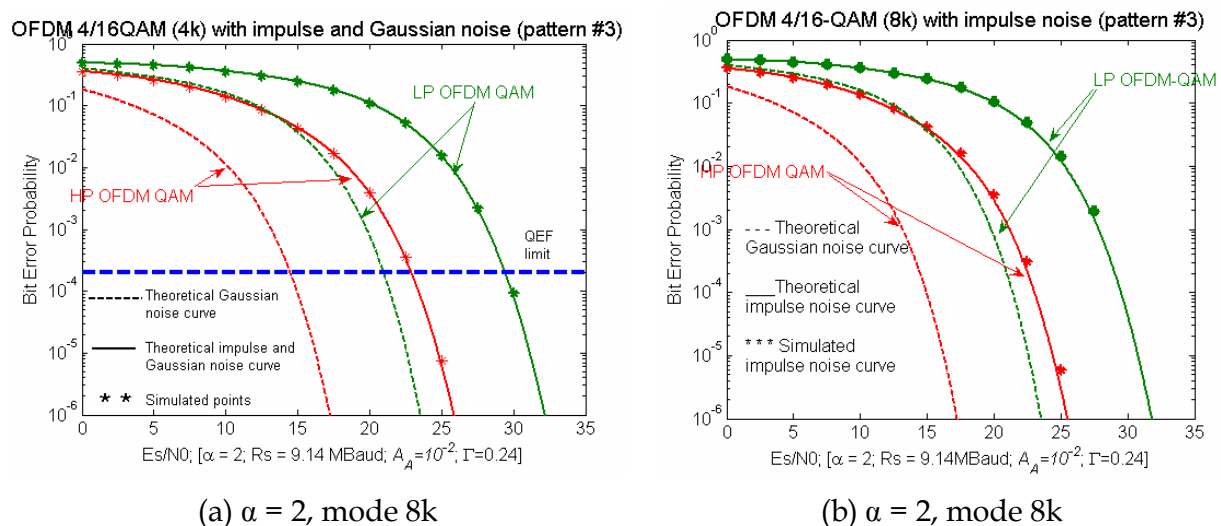 OFDM 4/16QAM (4k) with impulse and Gaussian noise (pattern #3)
10^0
10^-1
10^-2
10^-3
10^-4
10^-5
10^-6
Bit Error Probability
LP OFDM QAM
HP OFDM QAM
QEF
limit
Theoretical Gaussian
noise curve
Theoretical impulse and
Gaussian noise curve
* * Simulated points
0 5 10 15 20 25 30 35
Es/N0; [α = 2; Rs = 9.14 MBaud; A_A=10^-2; Γ=0.24]
(a) α = 2, mode 8k
OFDM 4/16-QAM (8k) with impulse noise (pattern #3)
10^0
10^-1
10^-2
10^-3
10^-4
10^-5
10^-6
Bit Error Probability
LP OFDM-QAM
HP OFDM QAM
--- Theoretical
Gaussian noise curve
___Theoretical
impulse noise curve
*** Simulated
impulse noise curve
0 5 10 15 20 25 30 35
Es/N0; [α = 2; Rs = 9.14MBaud; A_A=10^-2; Γ=0.24]
(b) α = 2, mode 8k